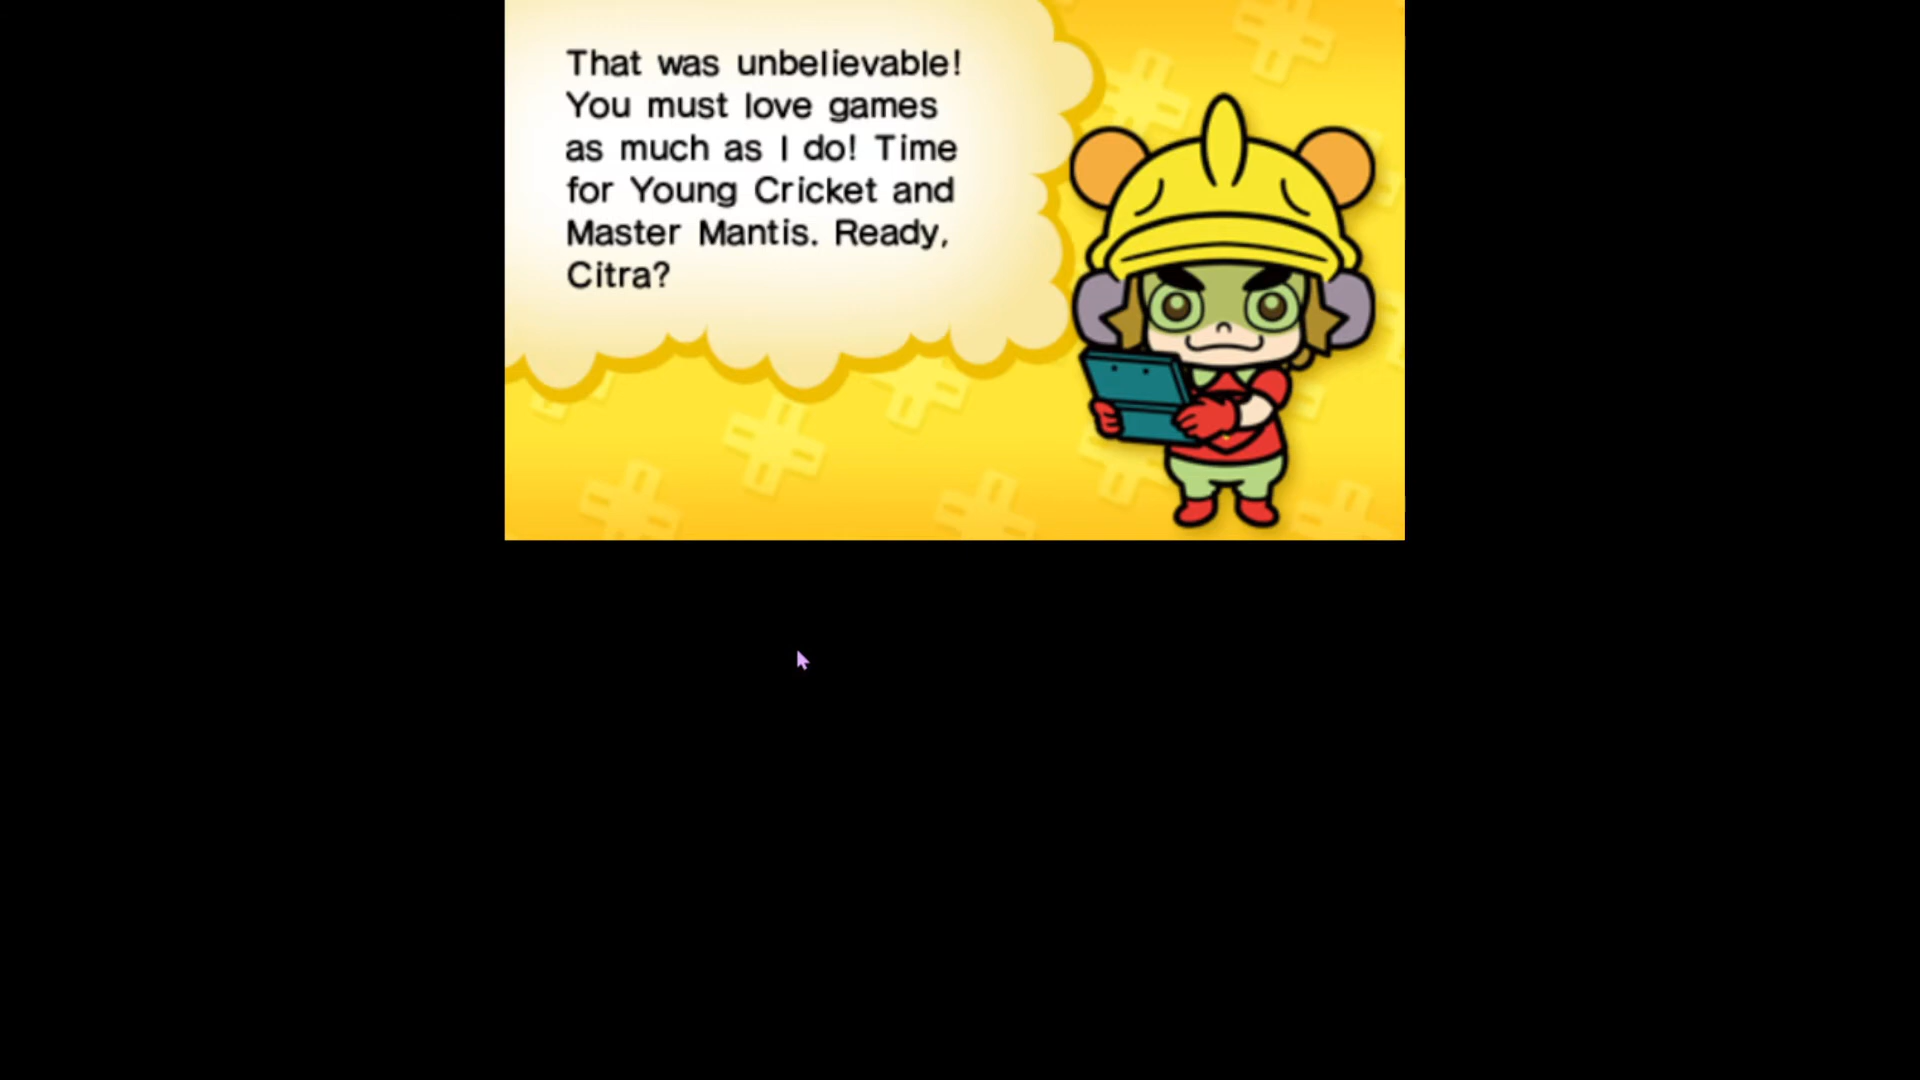 That was unbelievable!
You must love games
as much as I do! Time
for Young Cricket and
Master Mantis. Ready,
Citra?